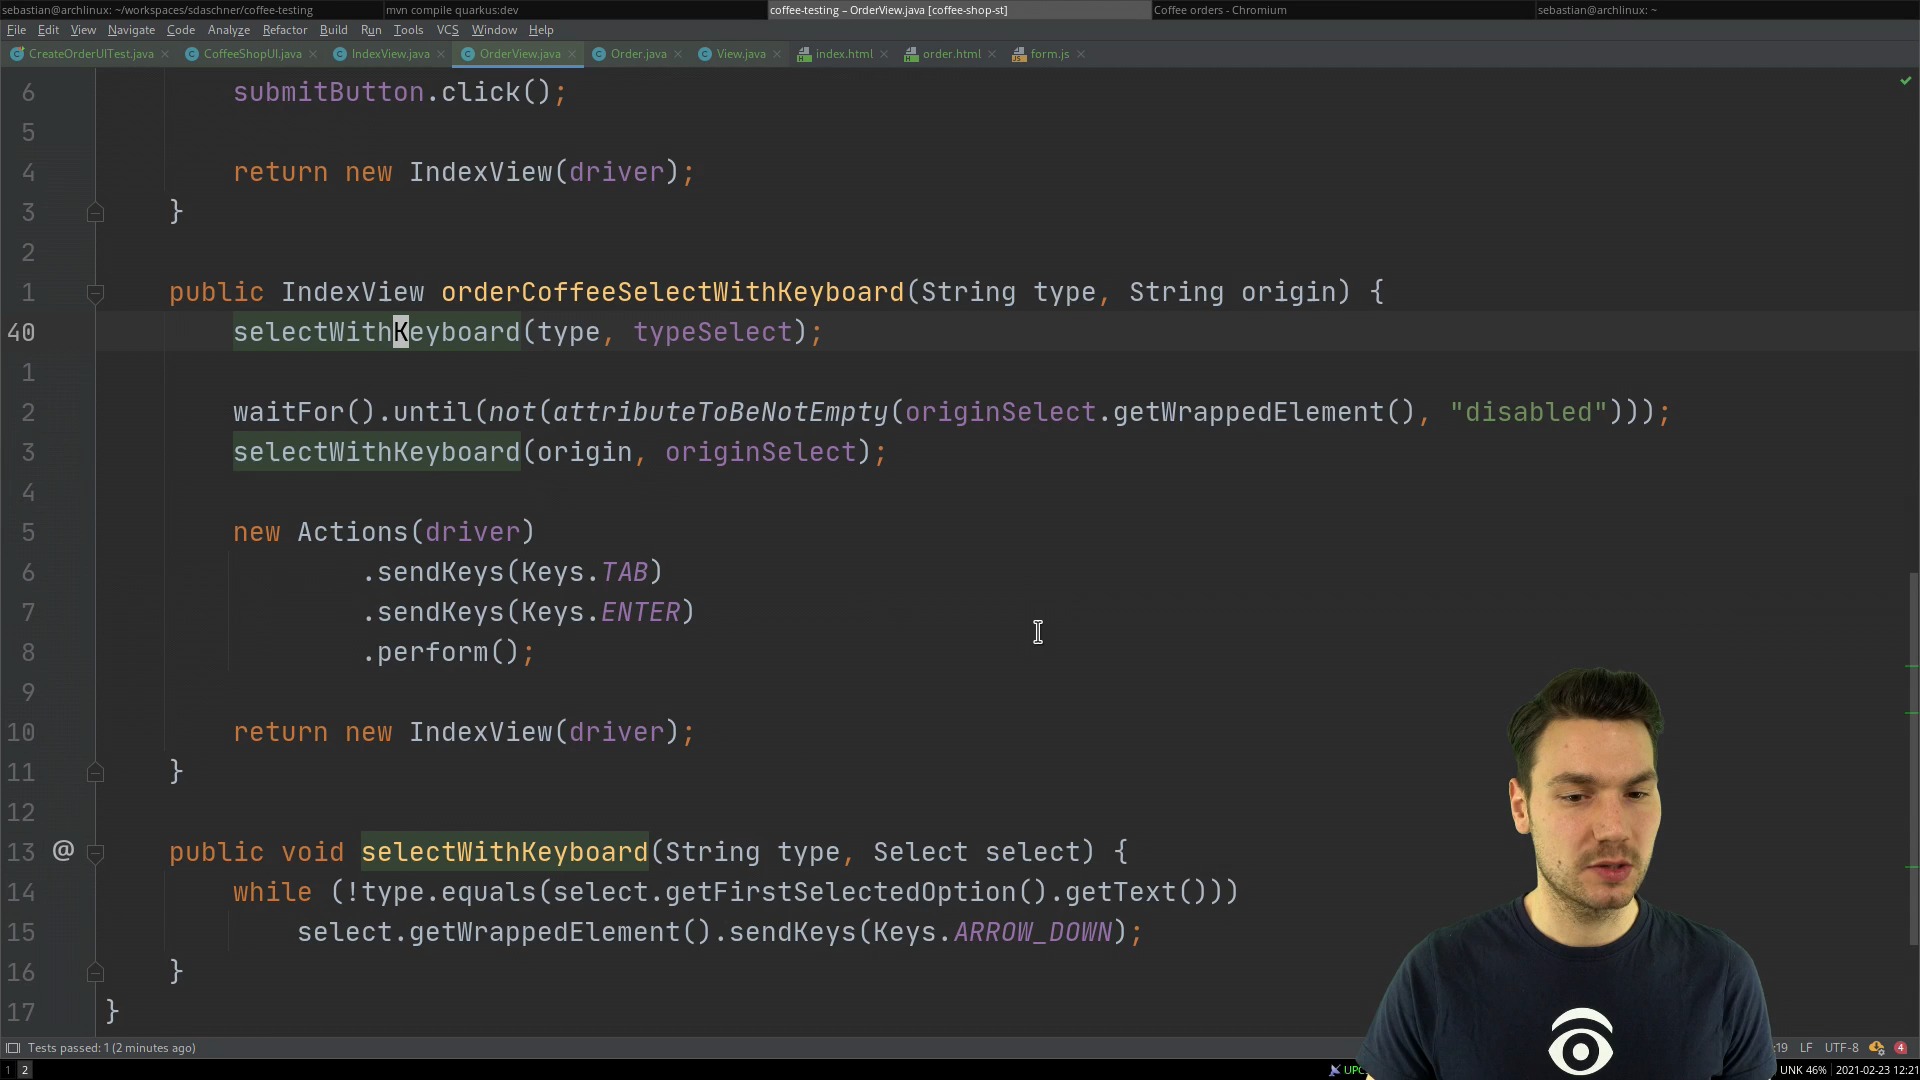 sebastian@archlinux: ~/workspaces/sdaschner/coffee-testing
mvn compile quarkus:dev
coffee-testing – OrderView.java [coffee-shop-st]
Coffee orders - Chromium
sebastian@archlinux: ~
File Edit View Navigate Code Analyze Refactor Build Run Tools VCS Window Help
CreateOrderUITest.java CoffeeShopUI.java IndexView.java OrderView.java Order.java View.java index.html order.html form.js
6 submitButton.click();
5
4 return new IndexView(driver);
3 }
2
1 public IndexView orderCoffeeSelectWithKeyboard(String type, String origin) {
40 selectWithKeyboard(type, typeSelect);
1
2 waitFor().until(not(attributeToBeNotEmpty(originSelect.getWrappedElement(), "disabled")));
3 selectWithKeyboard(origin, originSelect);
4
5 new Actions(driver)
6 .sendKeys(Keys.TAB)
7 .sendKeys(Keys.ENTER)
8 .perform();
9
10 return new IndexView(driver);
11 }
12
13 @ public void selectWithKeyboard(String type, Select select) {
14 while (!type.equals(select.getFirstSelectedOption().getText()))
15 select.getWrappedElement().sendKeys(Keys.ARROW_DOWN);
16 }
17 }
Tests passed: 1 (2 minutes ago)
:19 LF UTF-8 4
1 2
UNK 46% 2021-02-23 12:21